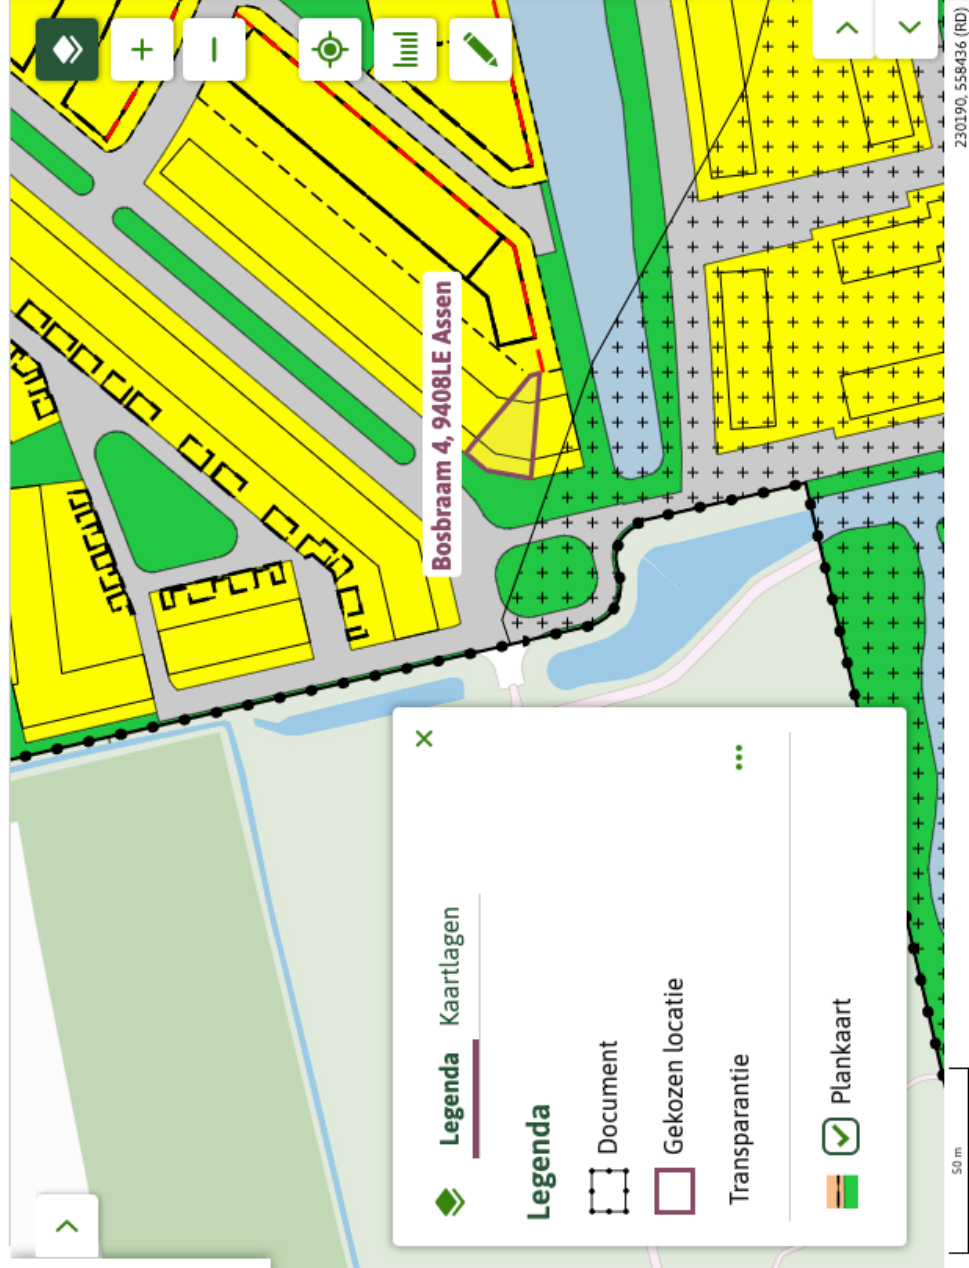 Bosbraam 4, 9408LE Assen
Legenda
Kaartlagen
Legenda
Document
Gekozen locatie
Transparantie
Plankaart
50 m
230190, 558436 (RD)